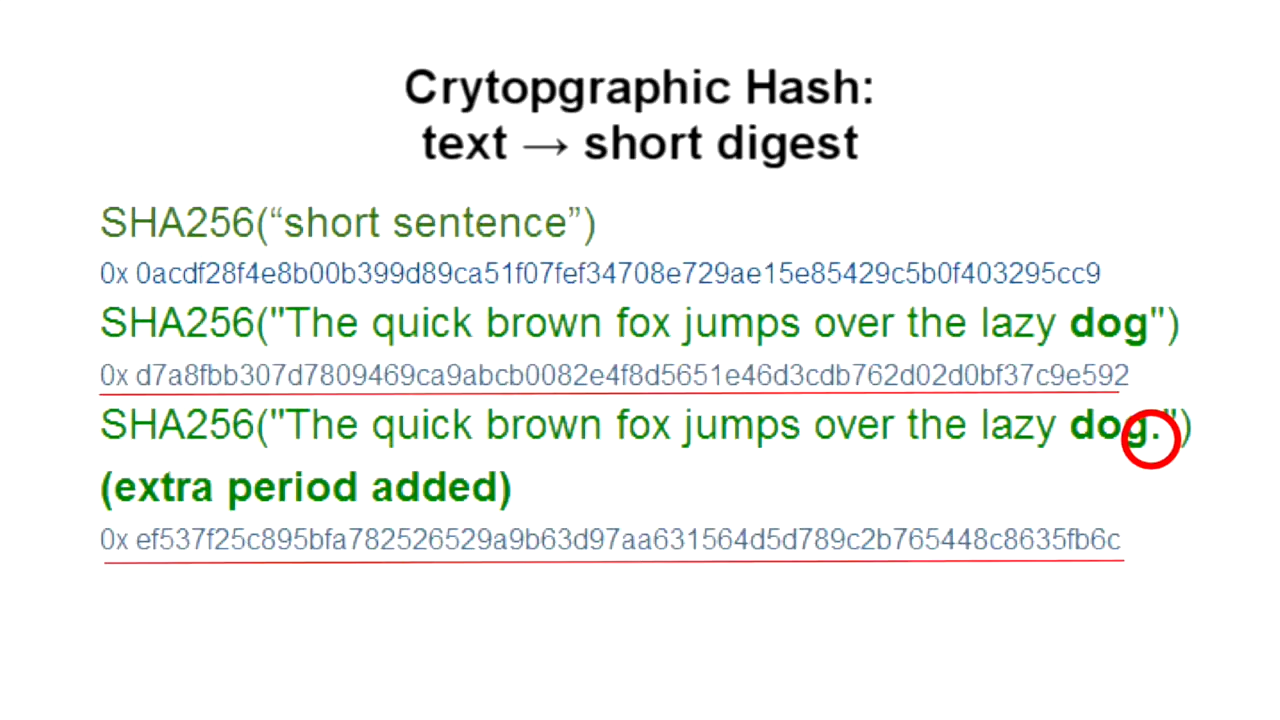 Crytopgraphic Hash:
text → short digest
SHA256(“short sentence”)
0x 0acdf28f4e8b00b399d89ca51f07fef34708e729ae15e85429c5b0f403295cc9
SHA256("The quick brown fox jumps over the lazy dog")
0x d7a8fbb307d7809469ca9abcb0082e4f8d5651e46d3cdb762d02d0bf37c9e592
SHA256("The quick brown fox jumps over the lazy dog.")
(extra period added)
0x ef537f25c895bfa782526529a9b63d97aa631564d5d789c2b765448c8635fb6c